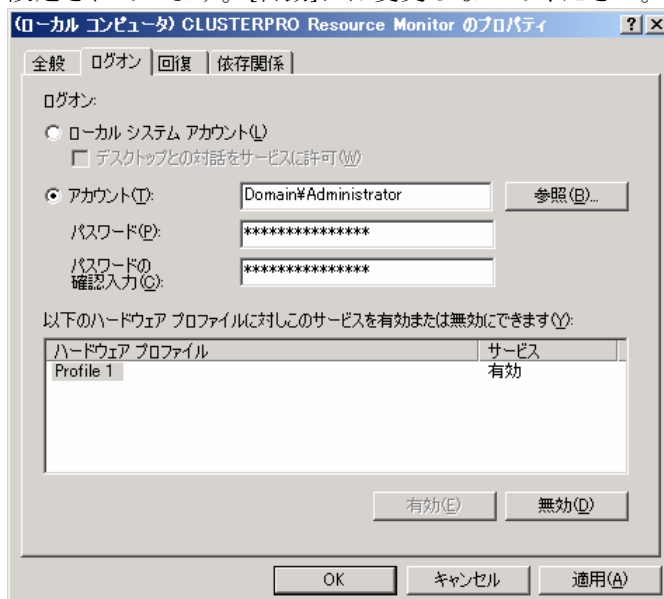 (ローカル コンピュータ) CLUSTERPRO Resource Monitor のプロパティ
全般 ログオン 回復 依存関係
ログオン:
ローカル システム アカウント(L)
デスクトップとの対話をサービスに許可(W)
アカウント(T): Domain¥Administrator 参照(B)...
パスワード(P): ***************
パスワードの
確認入力(C): ***************
以下のハードウェア プロファイルに対しこのサービスを有効または無効にできます(Y):
ハードウェア プロファイル サービス
Profile 1 有効
有効(E) 無効(D)
OK キャンセル 適用(A)